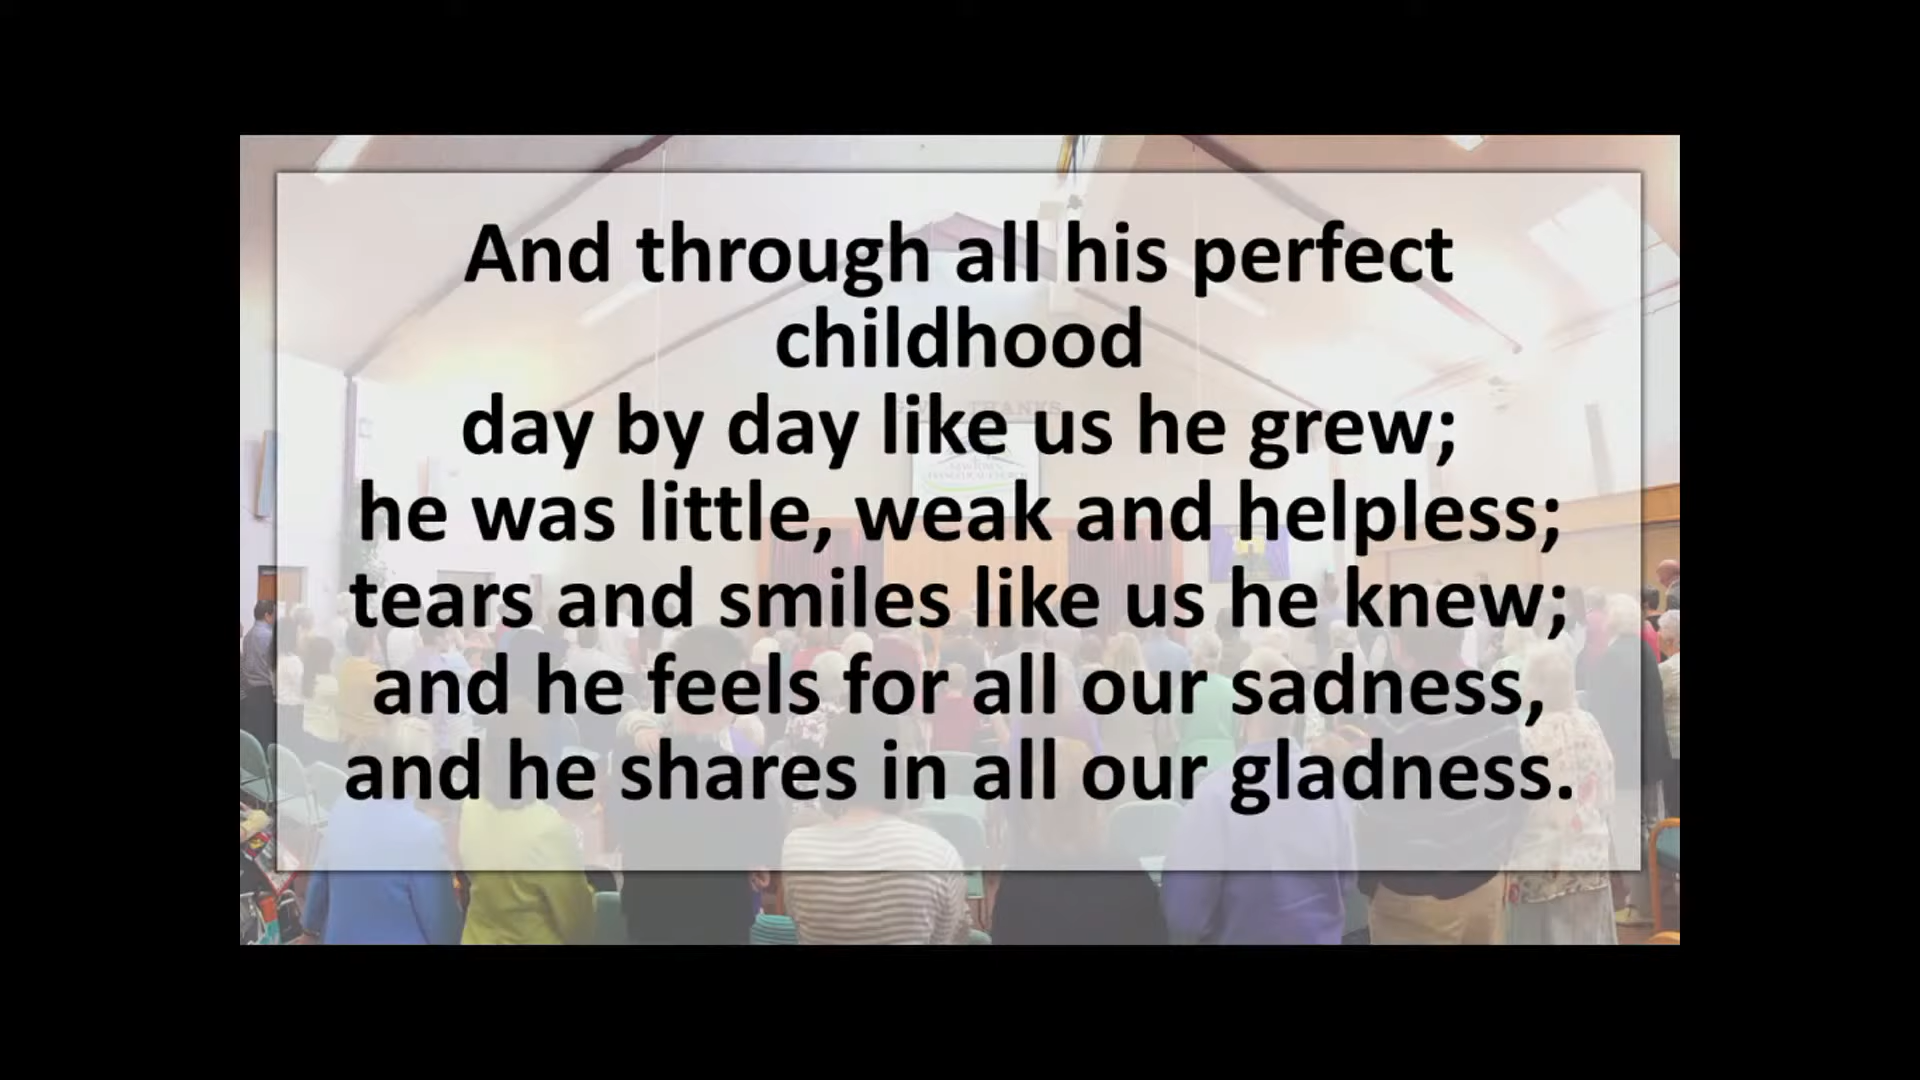 And through all his perfect
childhood
day by day like us he grew;
he was little, weak and helpless;
tears and smiles like us he knew;
and he feels for all our sadness,
and he shares in all our gladness.
GIVE THANKS